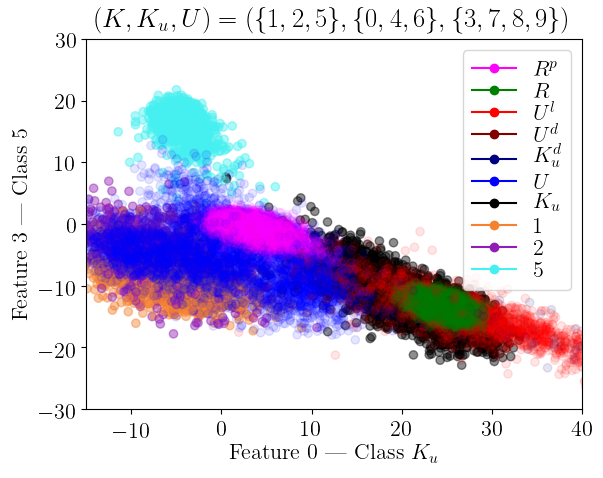 (K, K_u, U) = ({1, 2, 5}, {0, 4, 6}, {3, 7, 8, 9})
30
20
10
0
−10
−20
−30
Feature 3 — Class 5
R^p
R
U^l
U^d
K_u^d
U
K_u
1
2
5
−10
0
10
20
30
40
Feature 0 — Class K_u